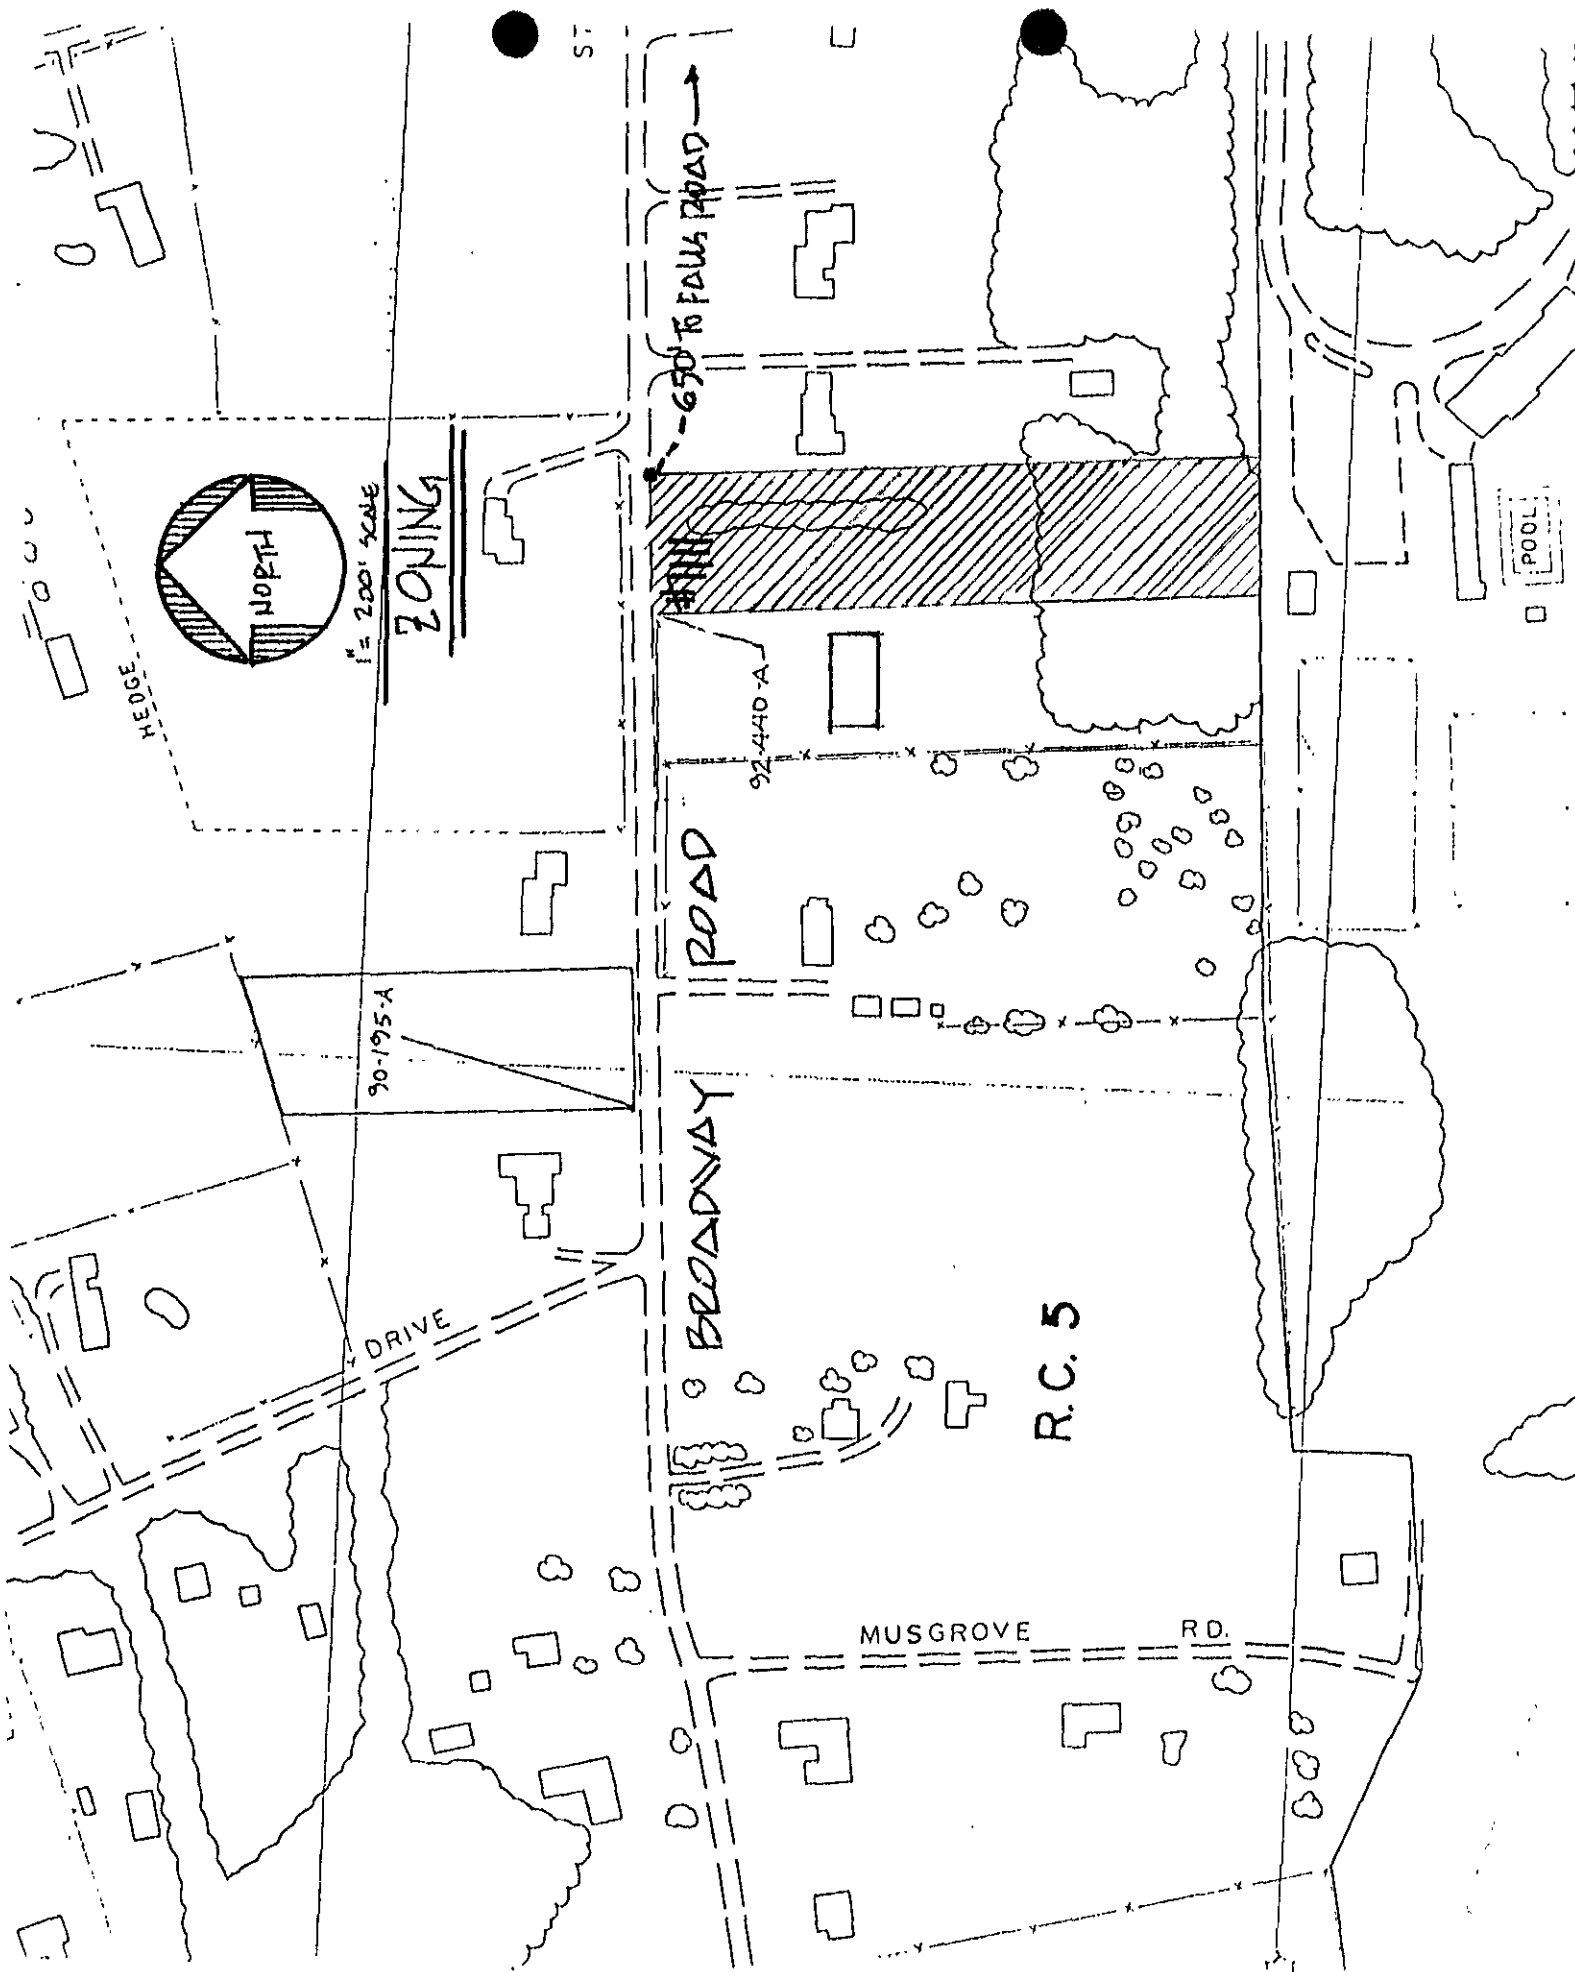 ST
HEDGE
NORTH
1" = 200' SCALE
ZONING
650' TO FALLS ROAD
92-440-A
POOL
90-195-A
BROADWAY ROAD
DRIVE
R.C. 5
MUSGROVE RD.